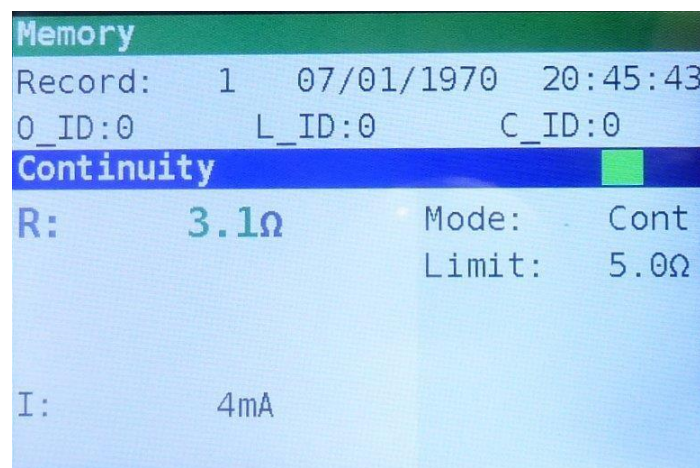 Memory
Record: 1 07/01/1970 20:45:43
O_ID:0 L_ID:0 C_ID:0
Continuity
R: 3.1Ω Mode: Cont
Limit: 5.0Ω
I: 4mA